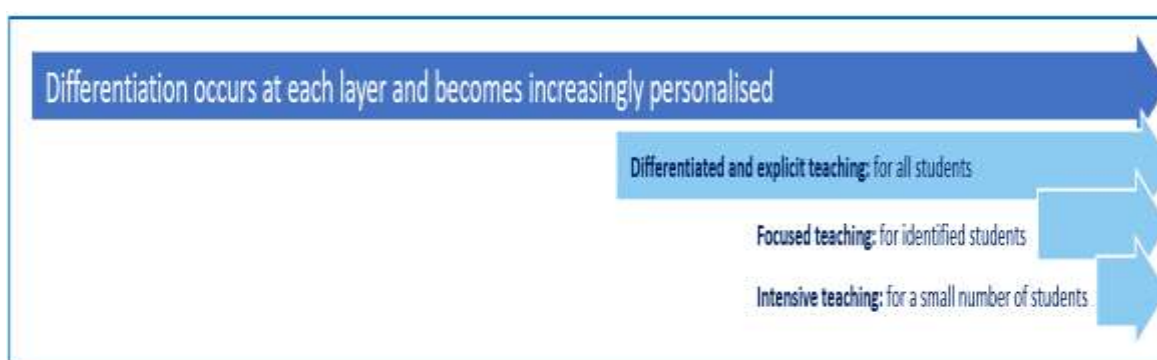 Differentiation occurs at each layer and becomes increasingly personalised
Differentiated and explicit teaching: for all students
Focused teaching: for identified students
Intensive teaching: for a small number of students